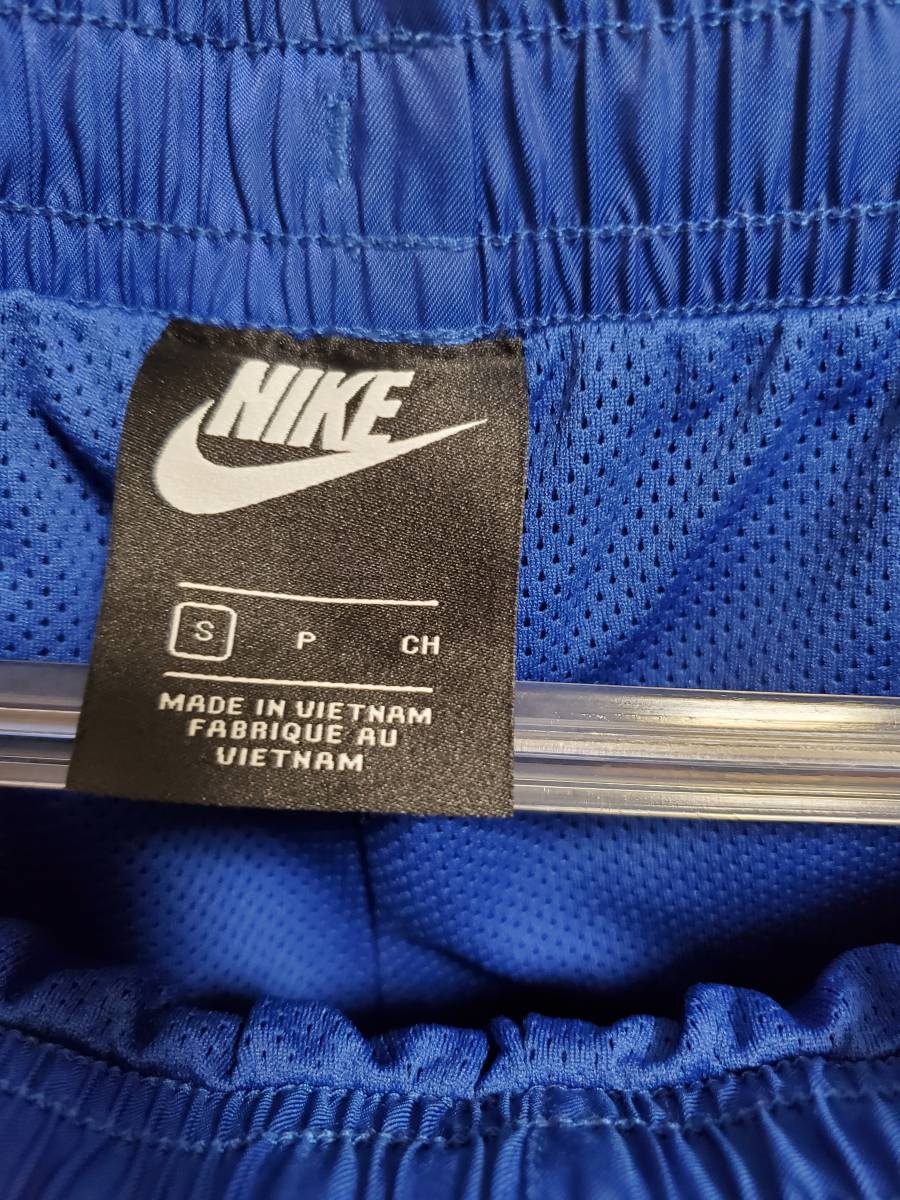 NIKE
S P CH
MADE IN VIETNAM
FABRIQUE AU
VIETNAM